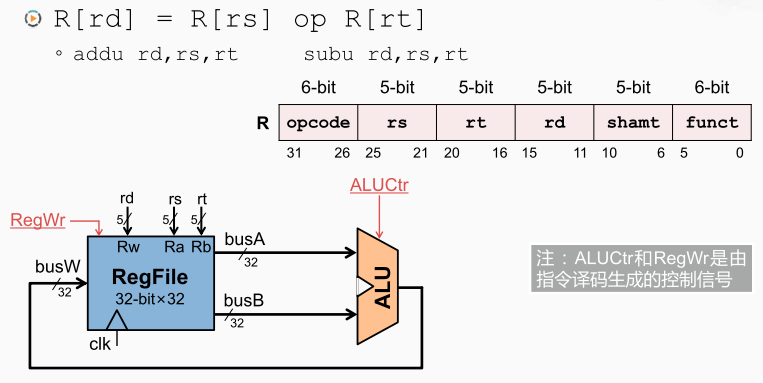 R[rd] = R[rs] op R[rt]
addu rd,rs,rt subu rd,rs,rt
6-bit 5-bit 5-bit 5-bit 5-bit 6-bit
R opcode rs rt rd shamt funct
31 26 25 21 20 16 15 11 10 6 5 0
rd rs rt ALUCtr
RegWr 5 5 5
Rw Ra Rb busA
32
busW
32
RegFile
32-bit×32
busB
32
ALU
clk
注：ALUCtr和RegWr是由
指令译码生成的控制信号